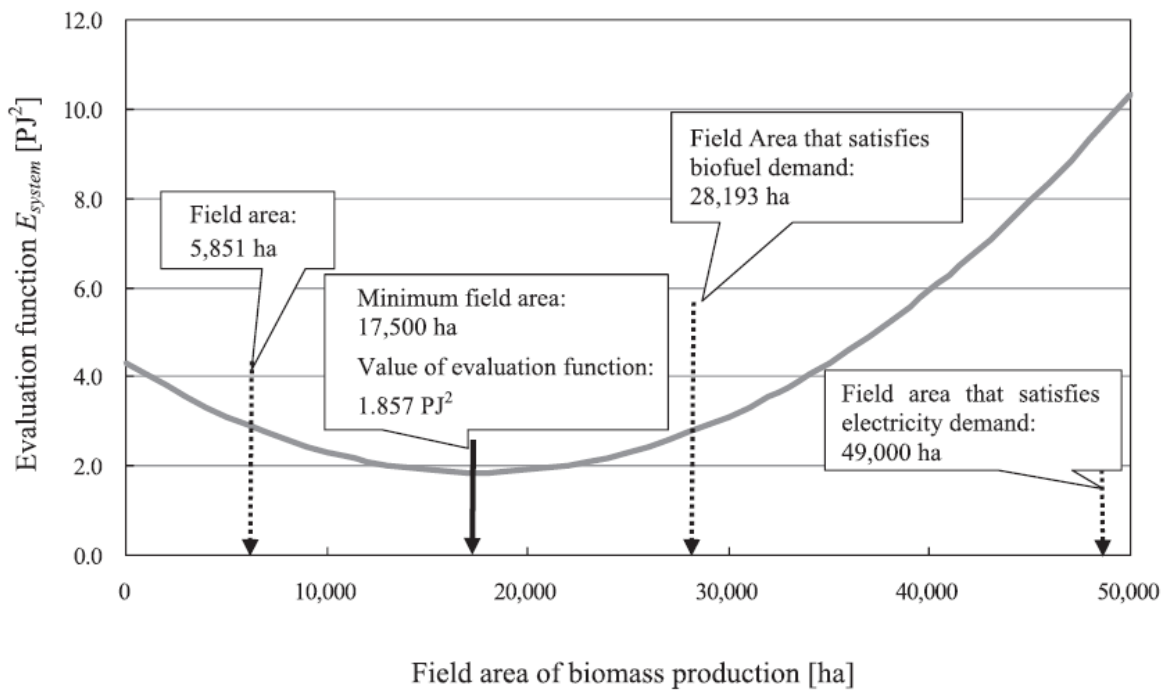 12.0
10.0
8.0
6.0
4.0
2.0
0.0
Evaluation function E_system [PJ²]
Field area:
5,851 ha
Minimum field area:
17,500 ha
Value of evaluation function:
1.857 PJ²
Field Area that satisfies
biofuel demand:
28,193 ha
Field area that satisfies
electricity demand:
49,000 ha
0
10,000
20,000
30,000
40,000
50,000
Field area of biomass production [ha]